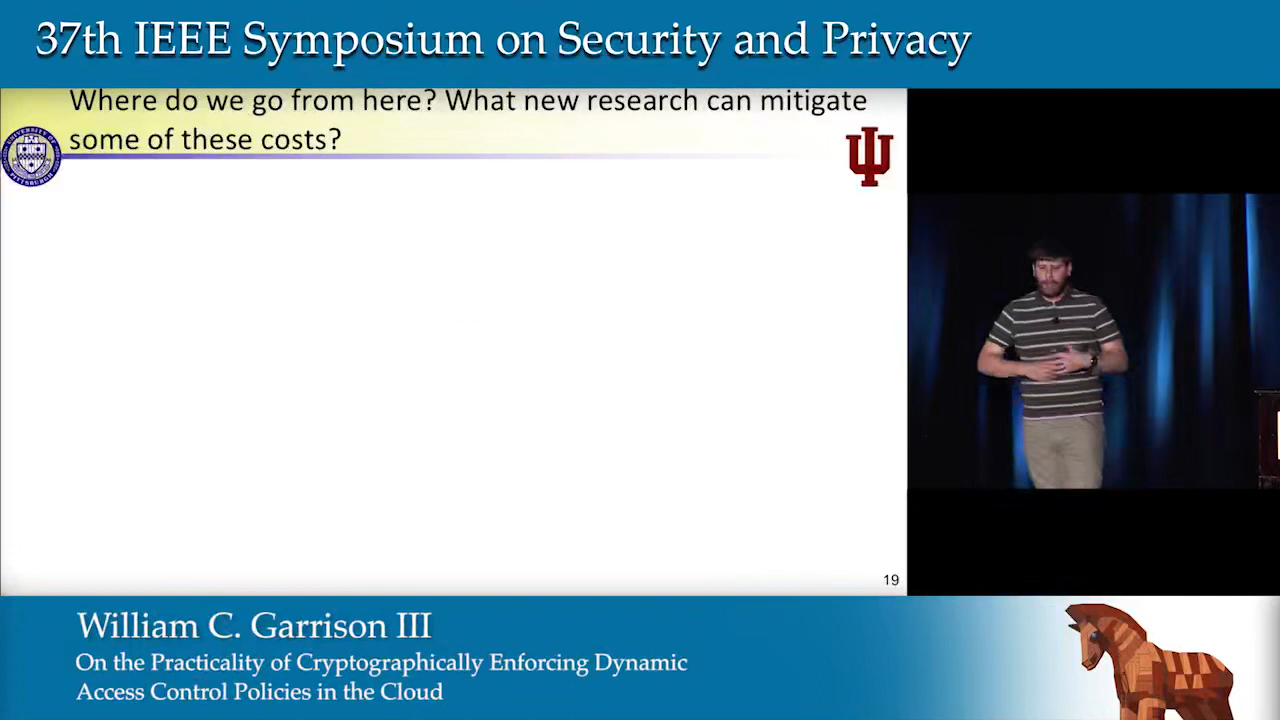 37th IEEE Symposium on Security and Privacy
Where do we go from here? What new research can mitigate
some of these costs?
19
William C. Garrison III
On the Practicality of Cryptographically Enforcing Dynamic
Access Control Policies in the Cloud